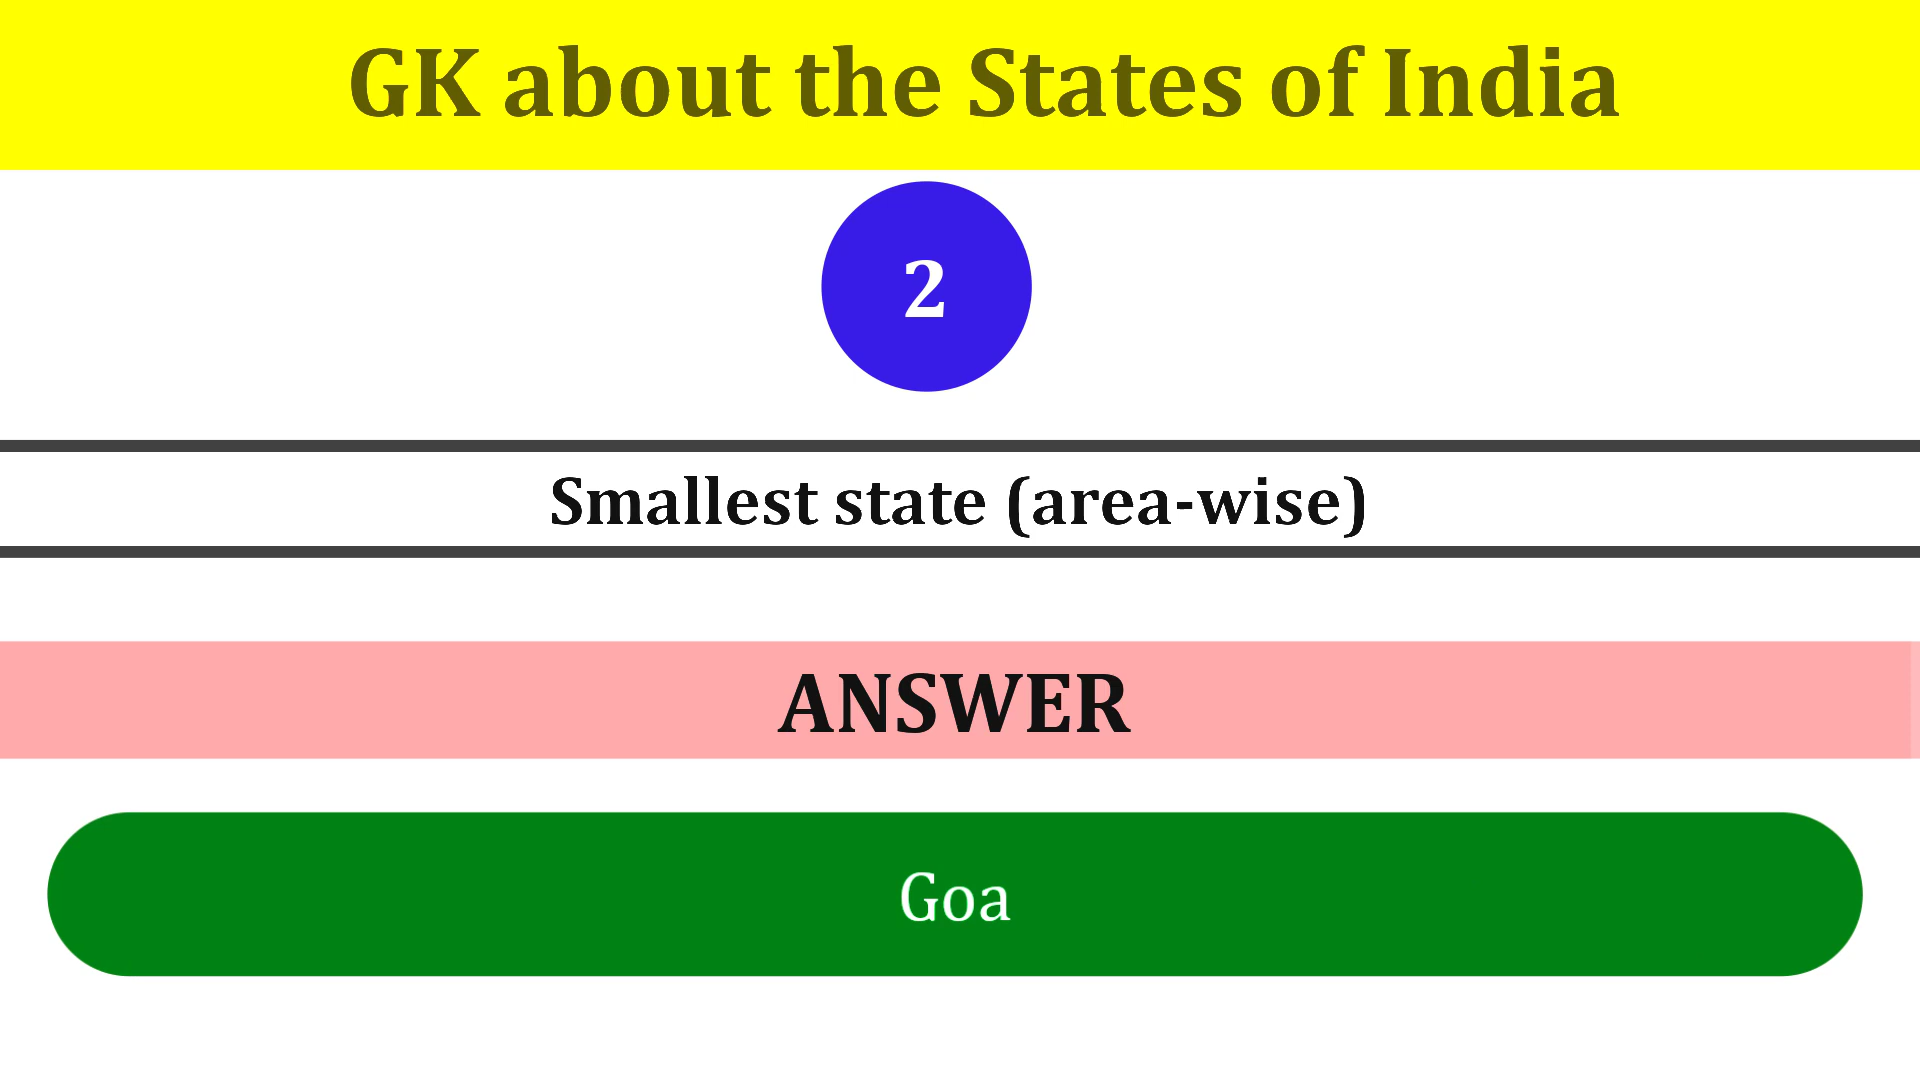 GK about the States of India
2
Smallest state (area-wise)
ANSWER
Goa